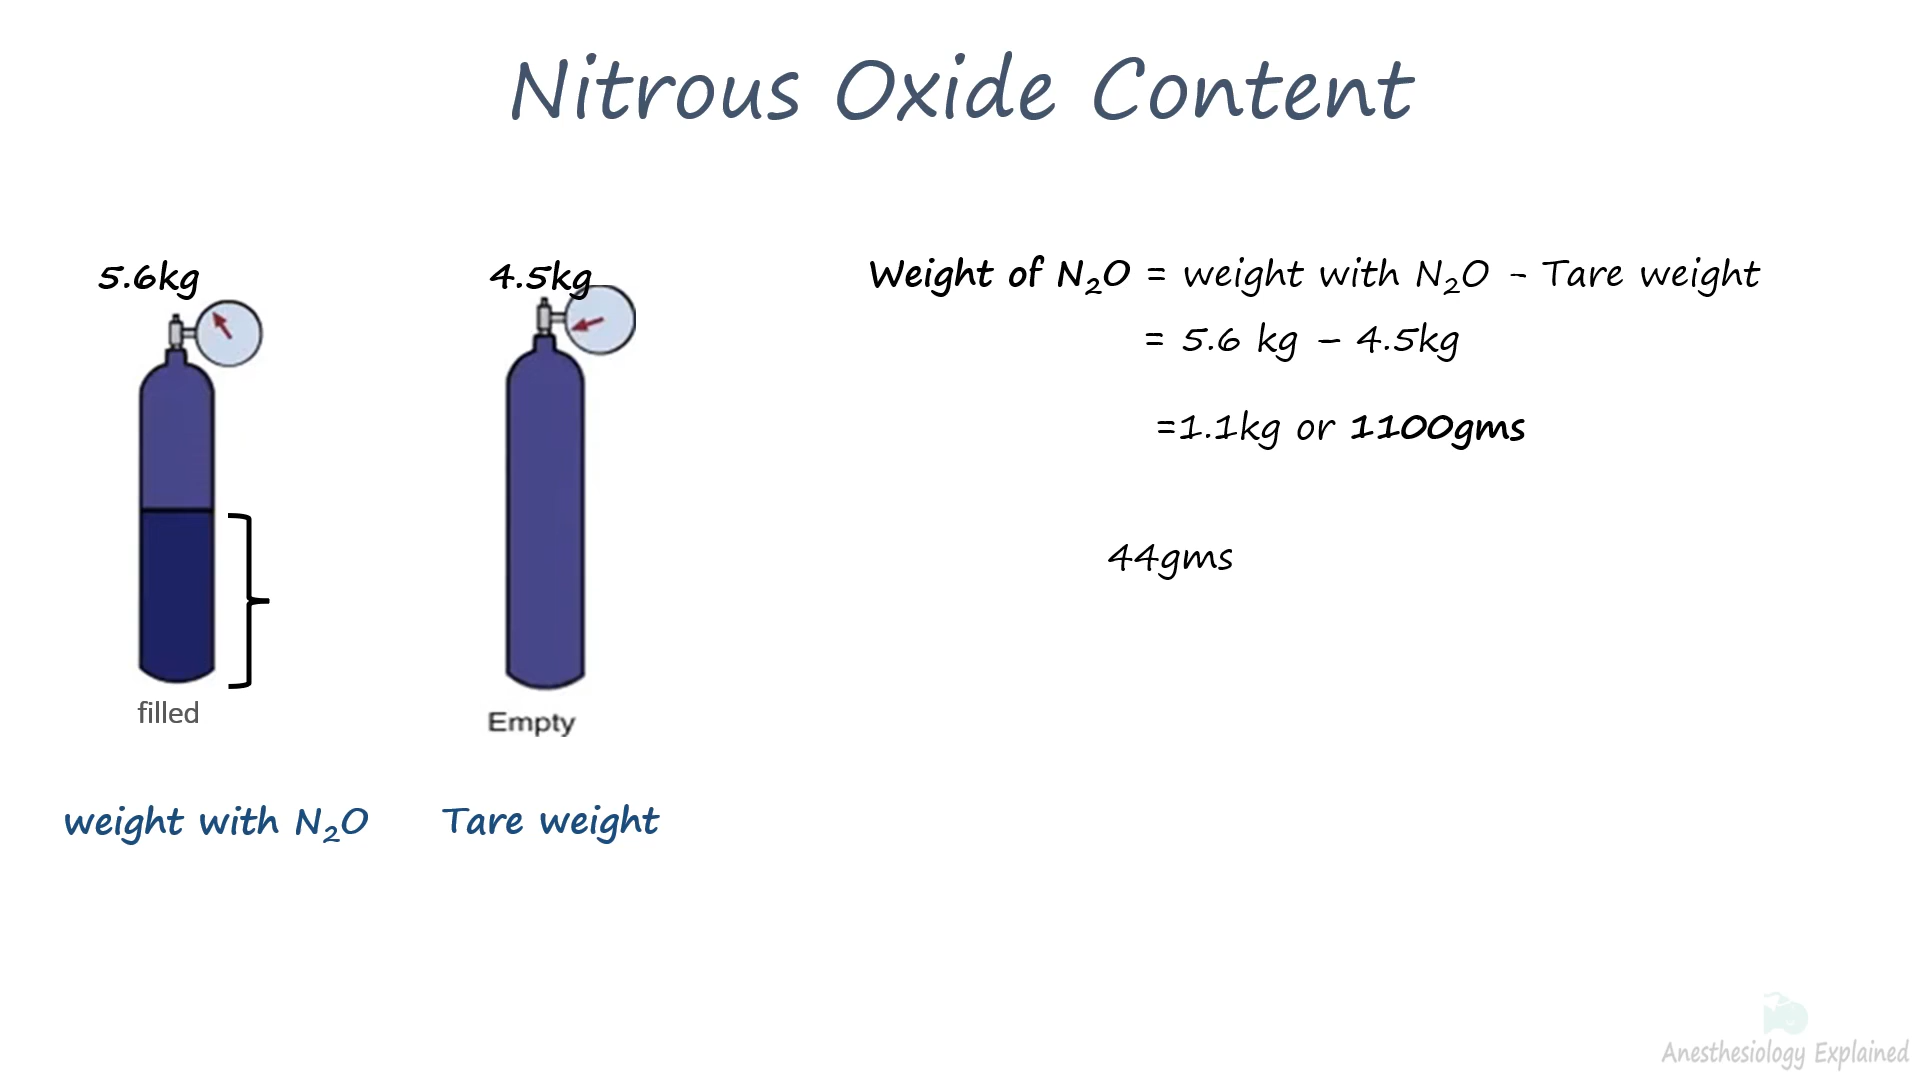 Nitrous Oxide Content
5.6kg
4.5kg
Weight of N₂O = weight with N₂O - Tare weight
= 5.6 kg – 4.5kg
=1.1kg or 1100gms
44gms
filled
Empty
weight with N₂O
Tare weight
Anesthesiology Explained